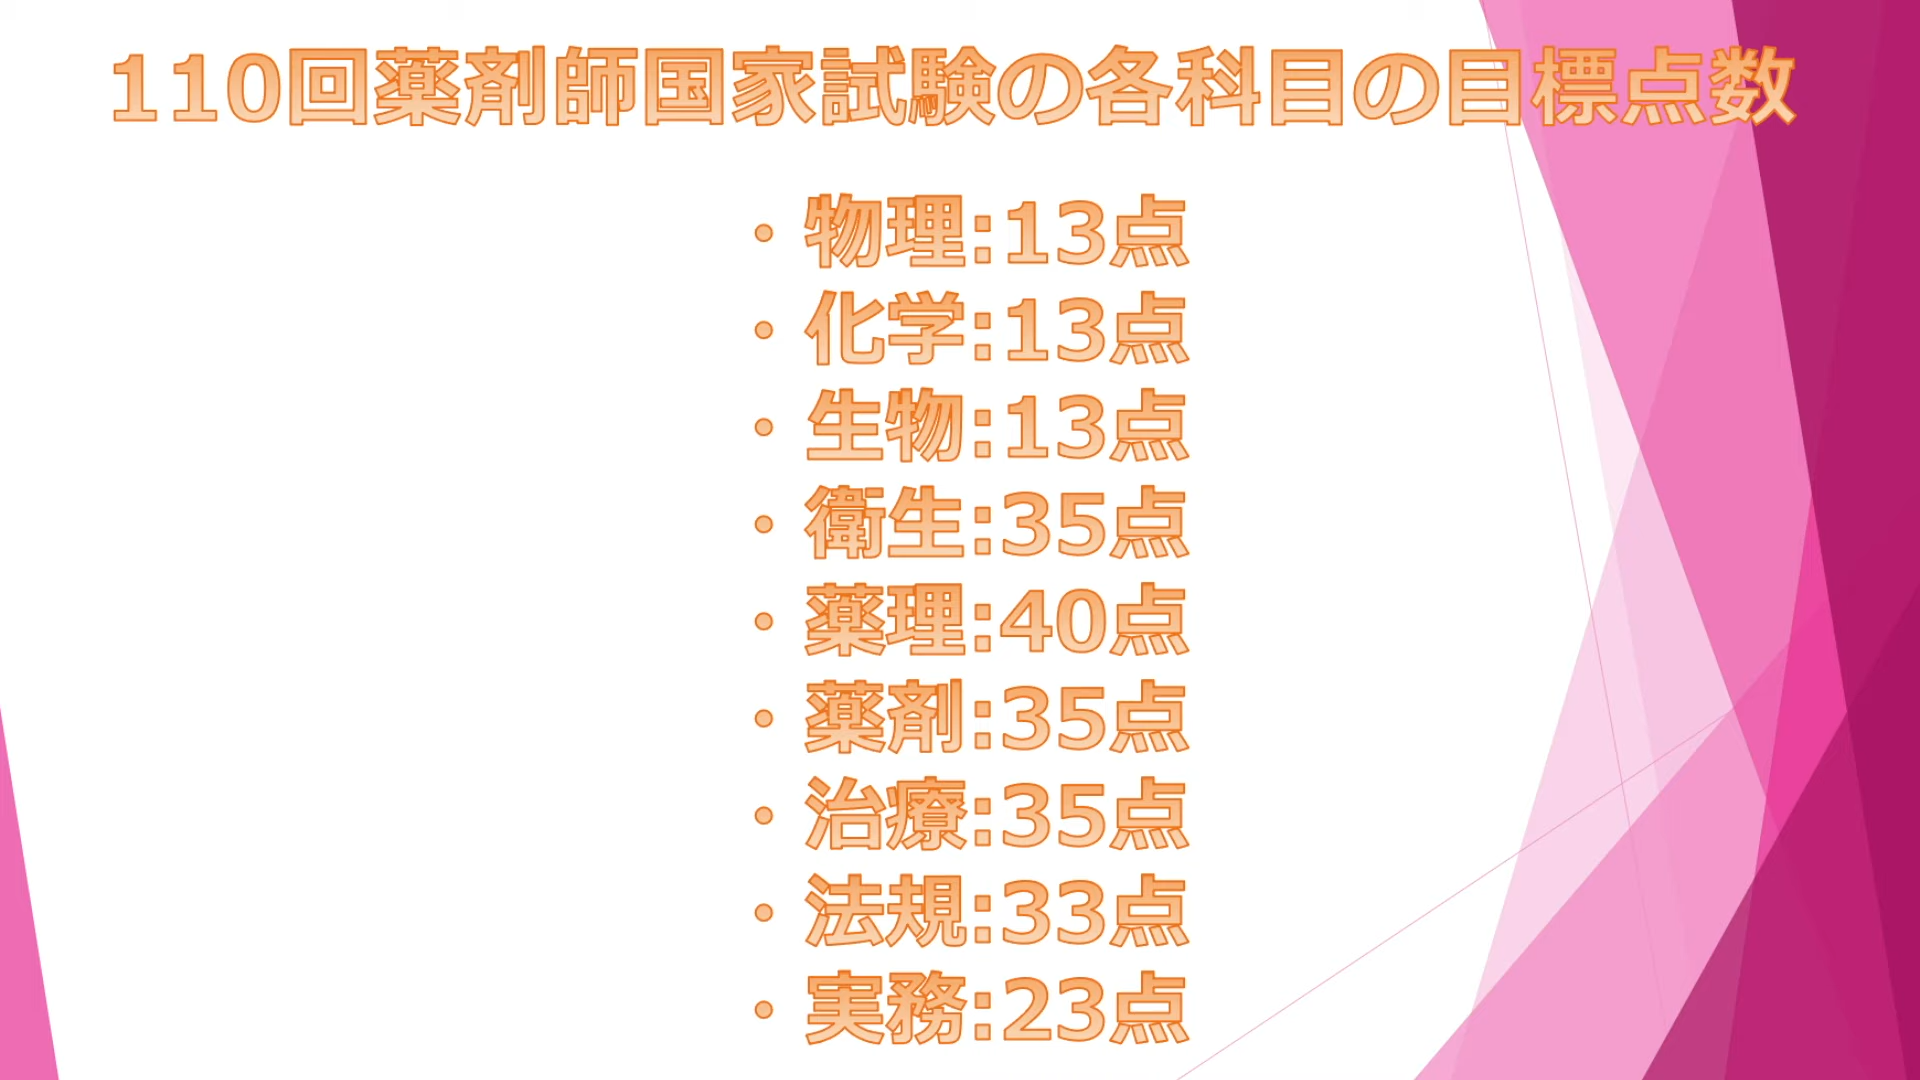 110回薬剤師国家試験の各科目の目標点数
・物理:13点
・化学:13点
・生物:13点
・衛生:35点
・薬理:40点
・薬剤:35点
・治療:35点
・法規:33点
・実務:23点